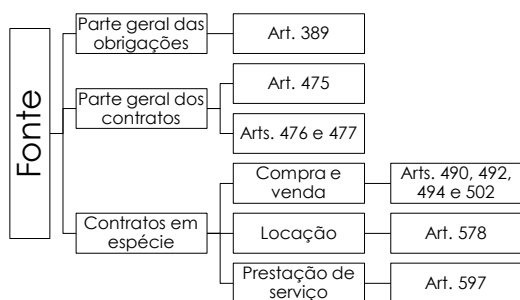 Fonte
Parte geral das
obrigações
Art. 389
Parte geral dos
contratos
Art. 475
Arts. 476 e 477
Contratos em
espécie
Compra e
venda
Arts. 490, 492,
494 e 502
Locação
Art. 578
Prestação de
serviço
Art. 597